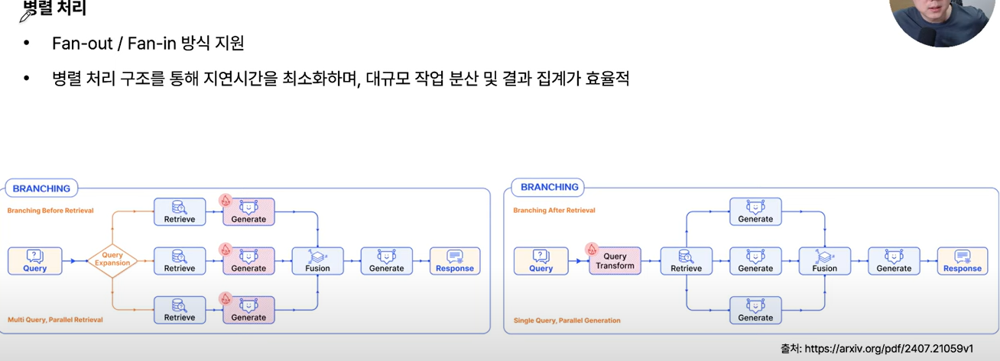 병렬 처리
• Fan-out / Fan-in 방식 지원
• 병렬 처리 구조를 통해 지연시간을 최소화하며, 대규모 작업 분산 및 결과 집계가 효율적
BRANCHING
Branching Before Retrieval
Query
Query
Expansion
Retrieve
Generate
Retrieve
Generate
Retrieve
Generate
Fusion
Generate
Response
Multi Query, Parallel Retrieval
BRANCHING
Branching After Retrieval
Query
Query
Transform
Retrieve
Generate
Generate
Generate
Fusion
Generate
Response
Single Query, Parallel Generation
출처: https://arxiv.org/pdf/2407.21059v1